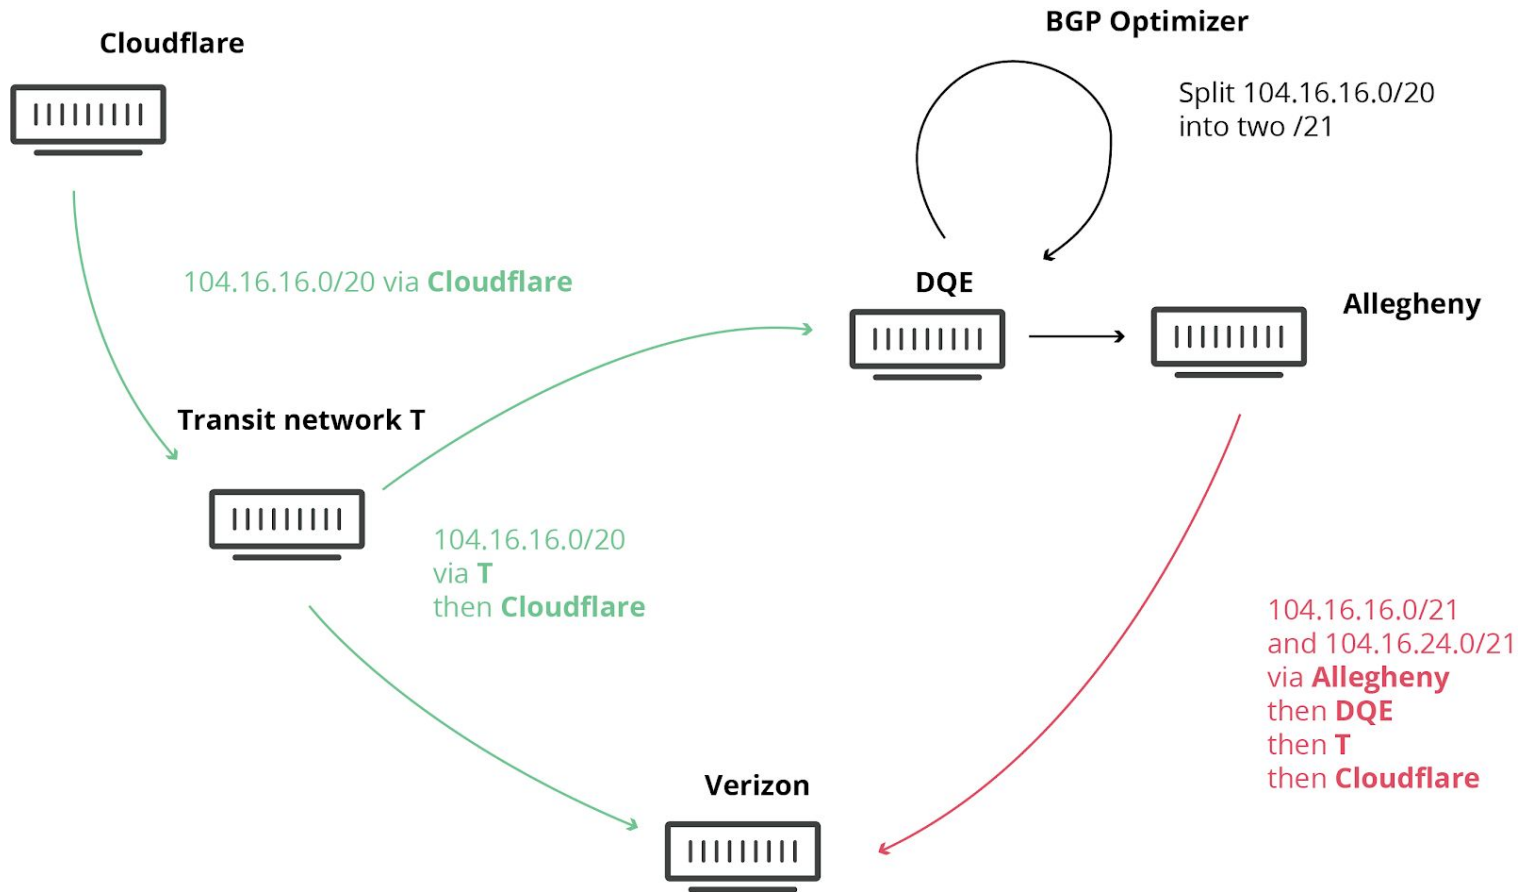 Cloudflare
BGP Optimizer
Split 104.16.16.0/20
into two /21
104.16.16.0/20 via Cloudflare
DQE
Allegheny
Transit network T
104.16.16.0/20
via T
then Cloudflare
104.16.16.0/21
and 104.16.24.0/21
via Allegheny
then DQE
then T
then Cloudflare
Verizon